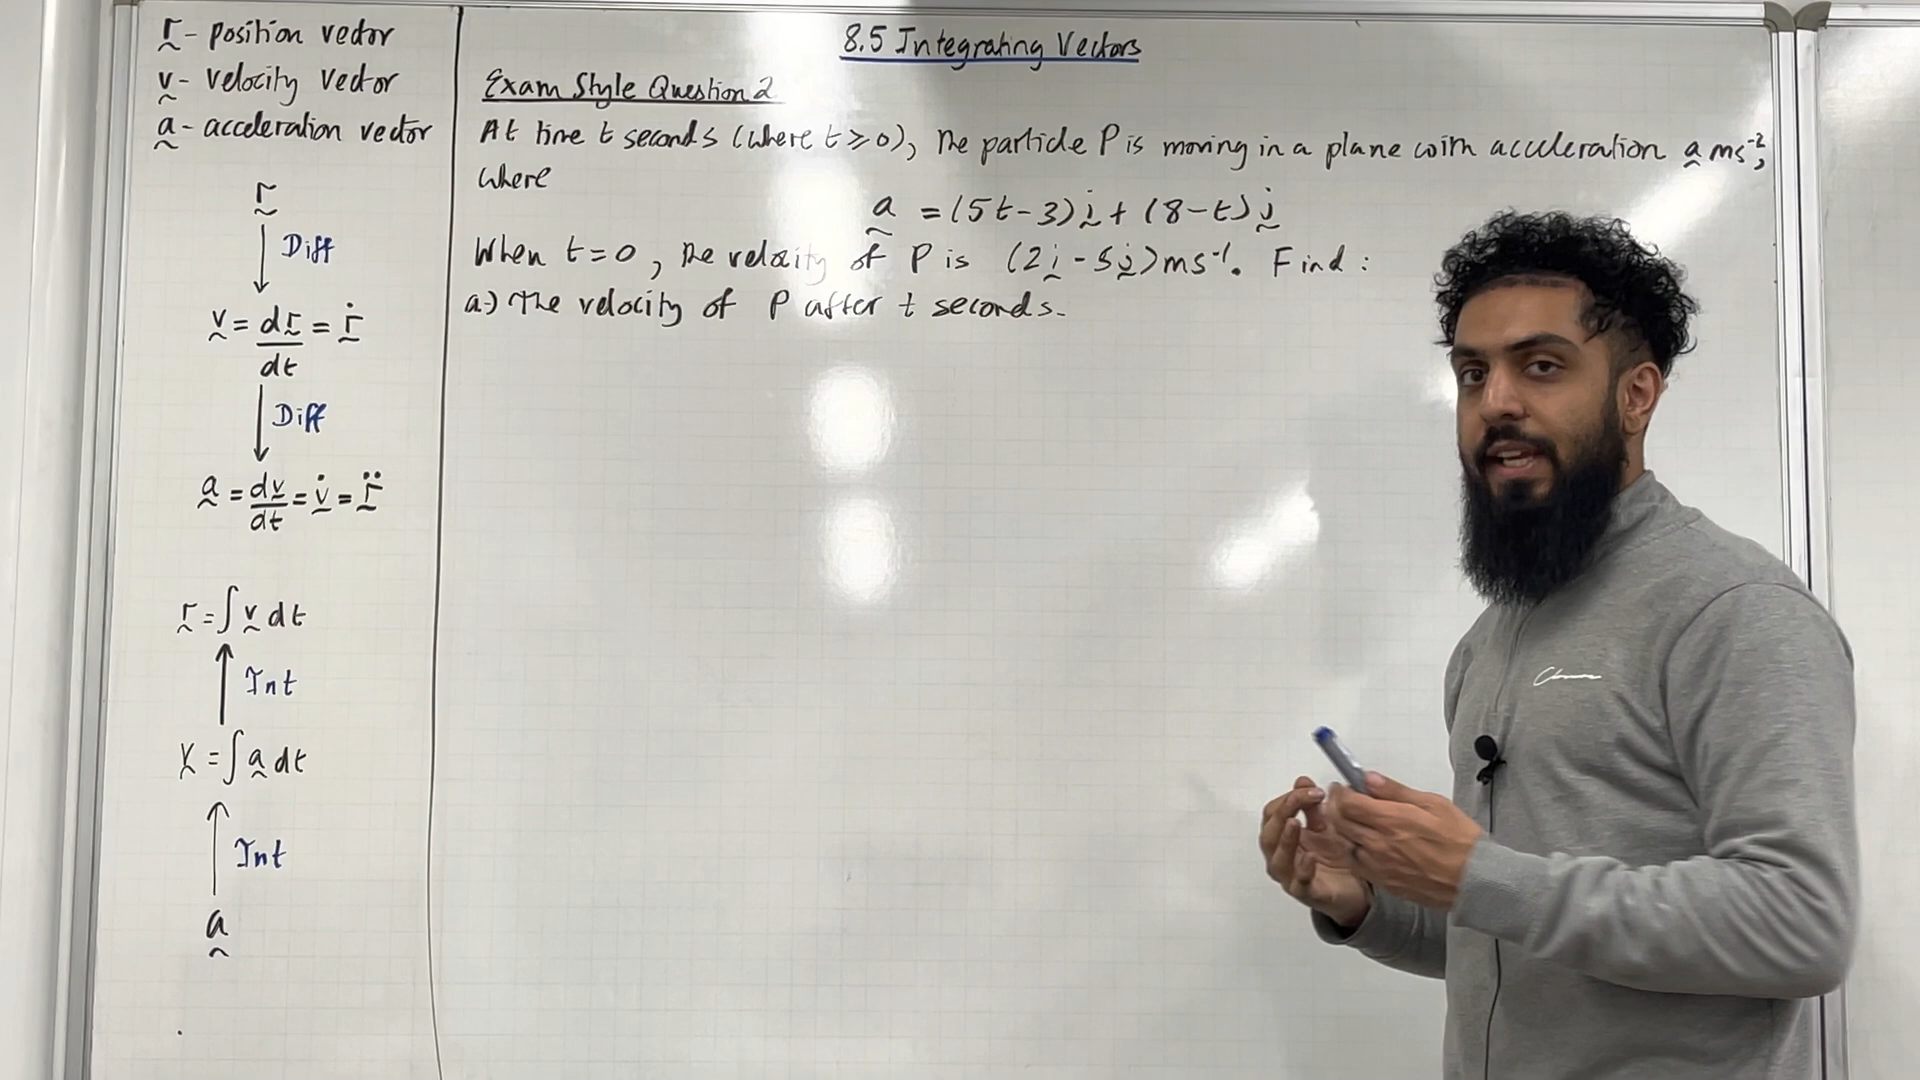 r - position vector
v - velocity vector
a - acceleration vector
r
Diff
v = dr/dt = ṙ
Diff
a = dv/dt = v̇ = r̈
r = ∫ v dt
Int
v = ∫ a dt
Int
a
8.5 Integrating Vectors
Exam Style Question 2
At time t seconds (where t ≥ 0), the particle P is moving in a plane with acceleration a ms⁻²,
where
a = (5t - 3) i + (8 - t) j
When t = 0, the velocity of P is (2i - 5j) ms⁻¹. Find :
a) The velocity of P after t seconds.